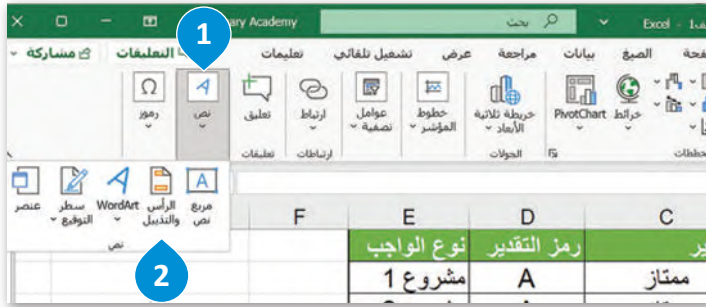 Excel
بحث
ary Academy
الصيغ بيانات مراجعة عرض تشغيل تلقائي تعليمات التعليقات مشاركة
خرائط PivotChart خريطة ثلاثية الأبعاد خطوط المؤشر عوامل تصفية ارتباط تعليق نص رموز
الجولات ارتباطات تعليقات
1
مربع نص الرأس والتذييل WordArt سطر التوقيع عنصر
نص
2
C D E F
رمز التقدير نوع الواجب
ممتاز A مشروع 1